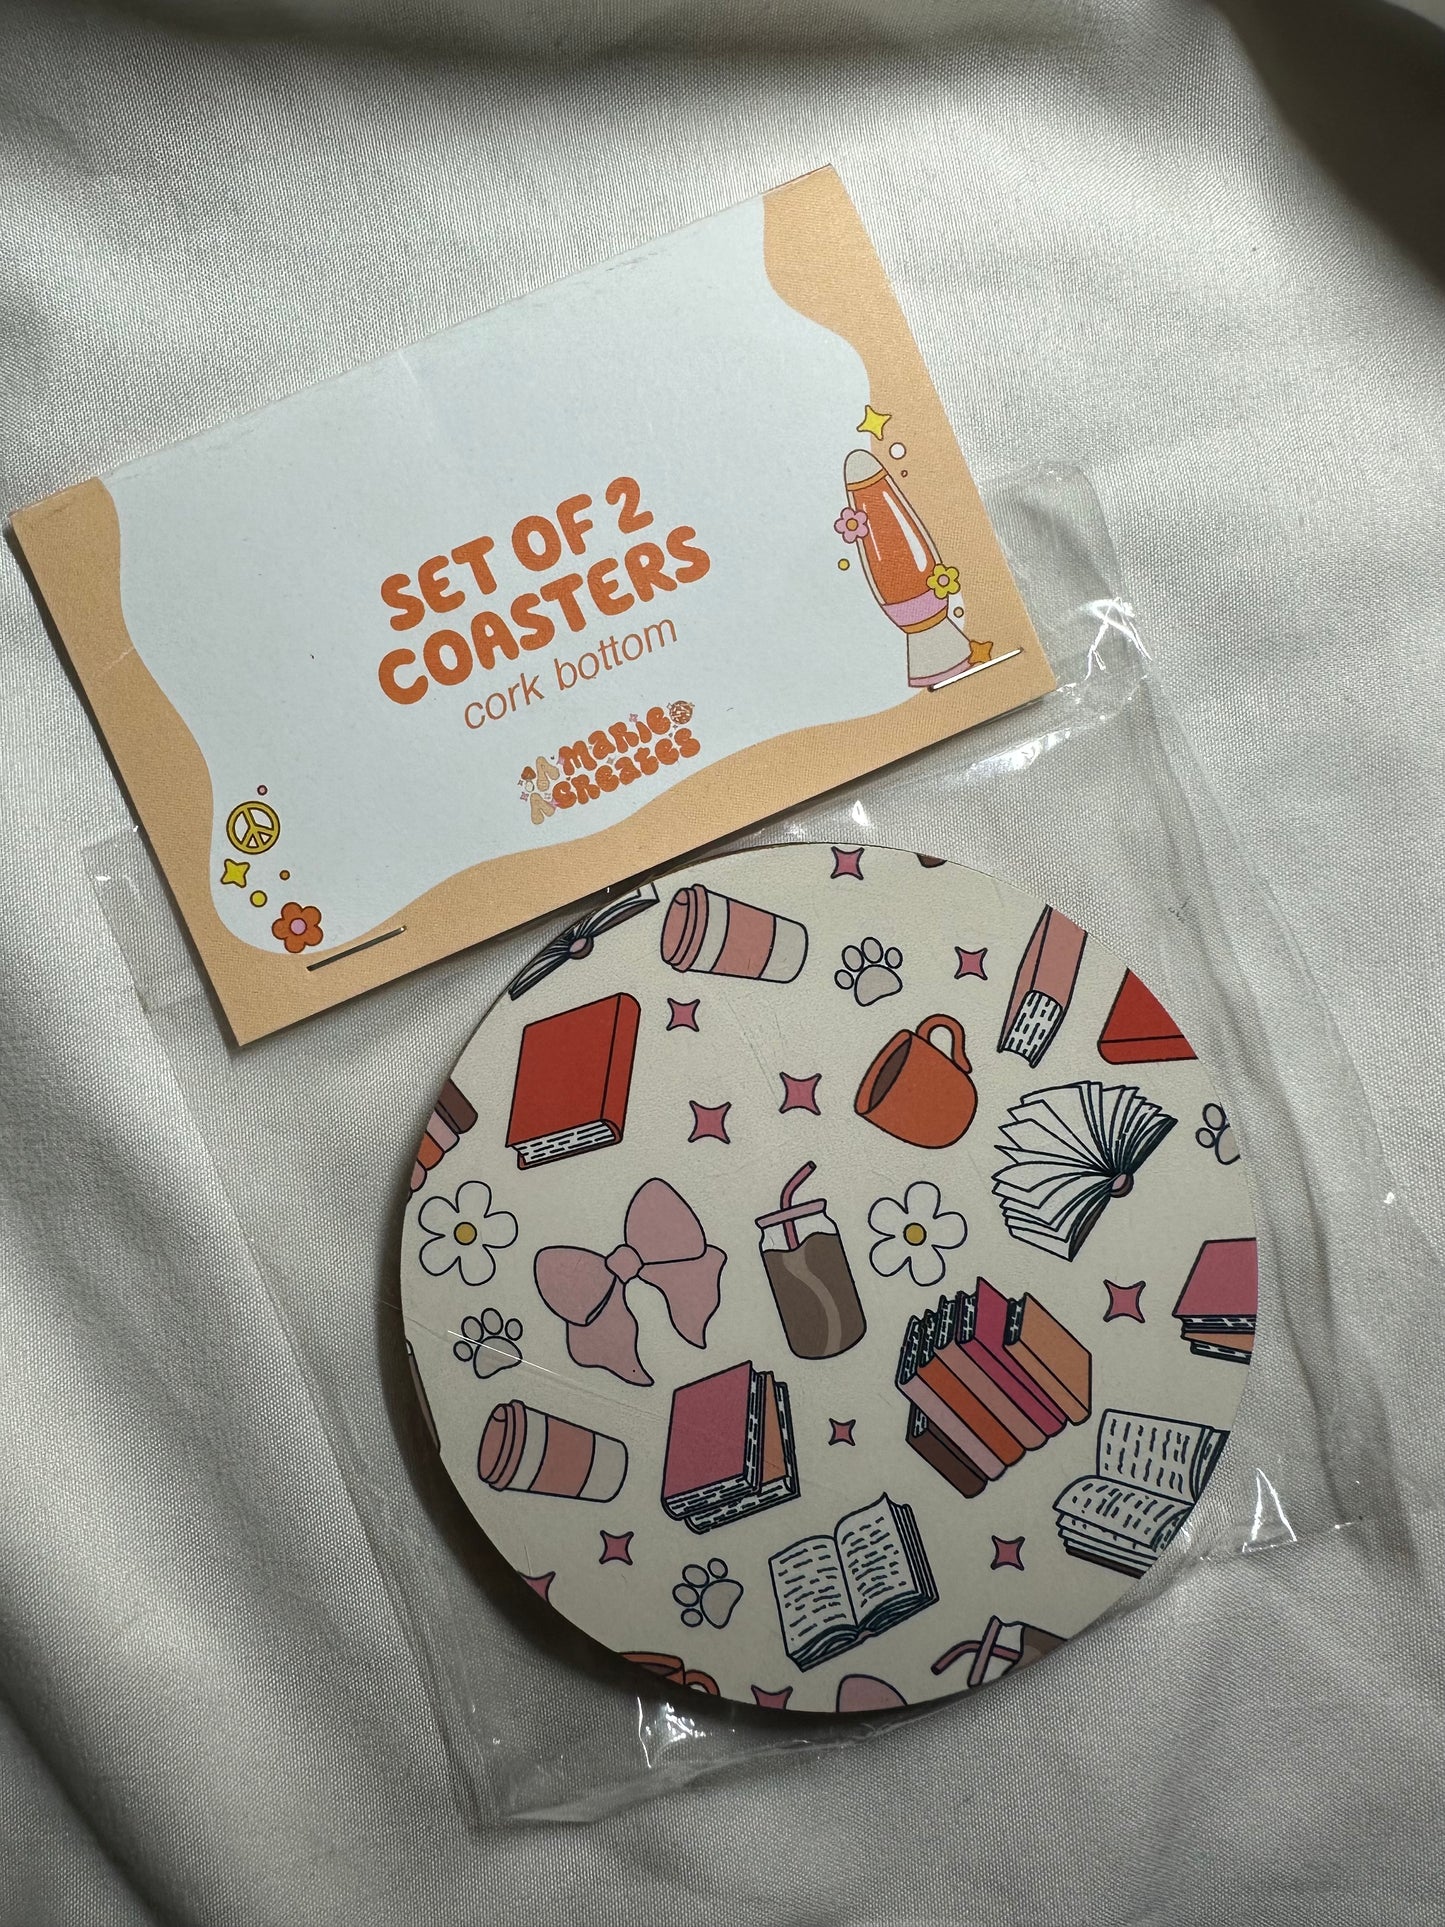 SET OF 2
COASTERS
cork bottom
MARIE
CREATES